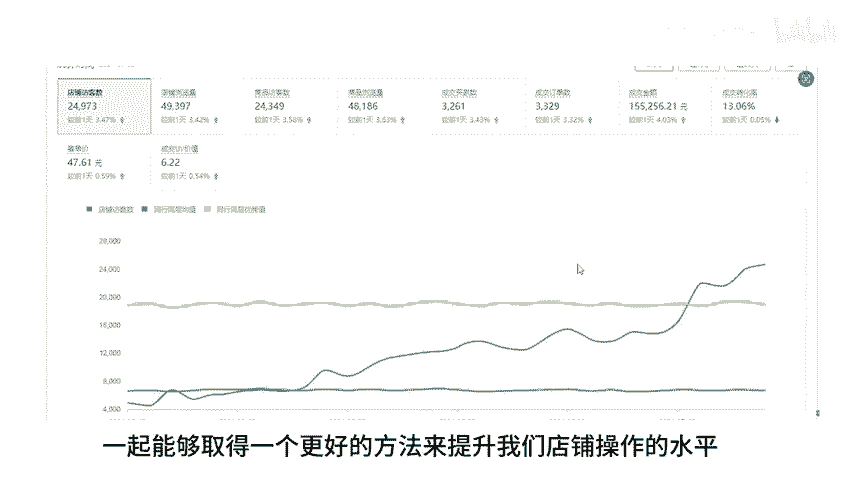 店铺访客数 店铺浏览量 商品访客数 商品浏览量 成交买家数 成交订单数 成交金额 成交转化率
24,973 49,397 24,349 48,186 3,261 3,329 155,256.21 元 13.06%
较前1天 3.47% 较前1天 3.42% 较前1天 3.58% 较前1天 3.63% 较前1天 3.43% 较前1天 3.32% 较前1天 4.03% 较前1天 0.05%
客单价 成交UV价值
47.61 元 6.22
较前1天 0.59% 较前1天 0.54%
店铺访客数 同行同层均值 同行同层优秀值
28,000
24,000
20,000
16,000
12,000
8,000
4,000
一起能够取得一个更好的方法来提升我们店铺操作的水平